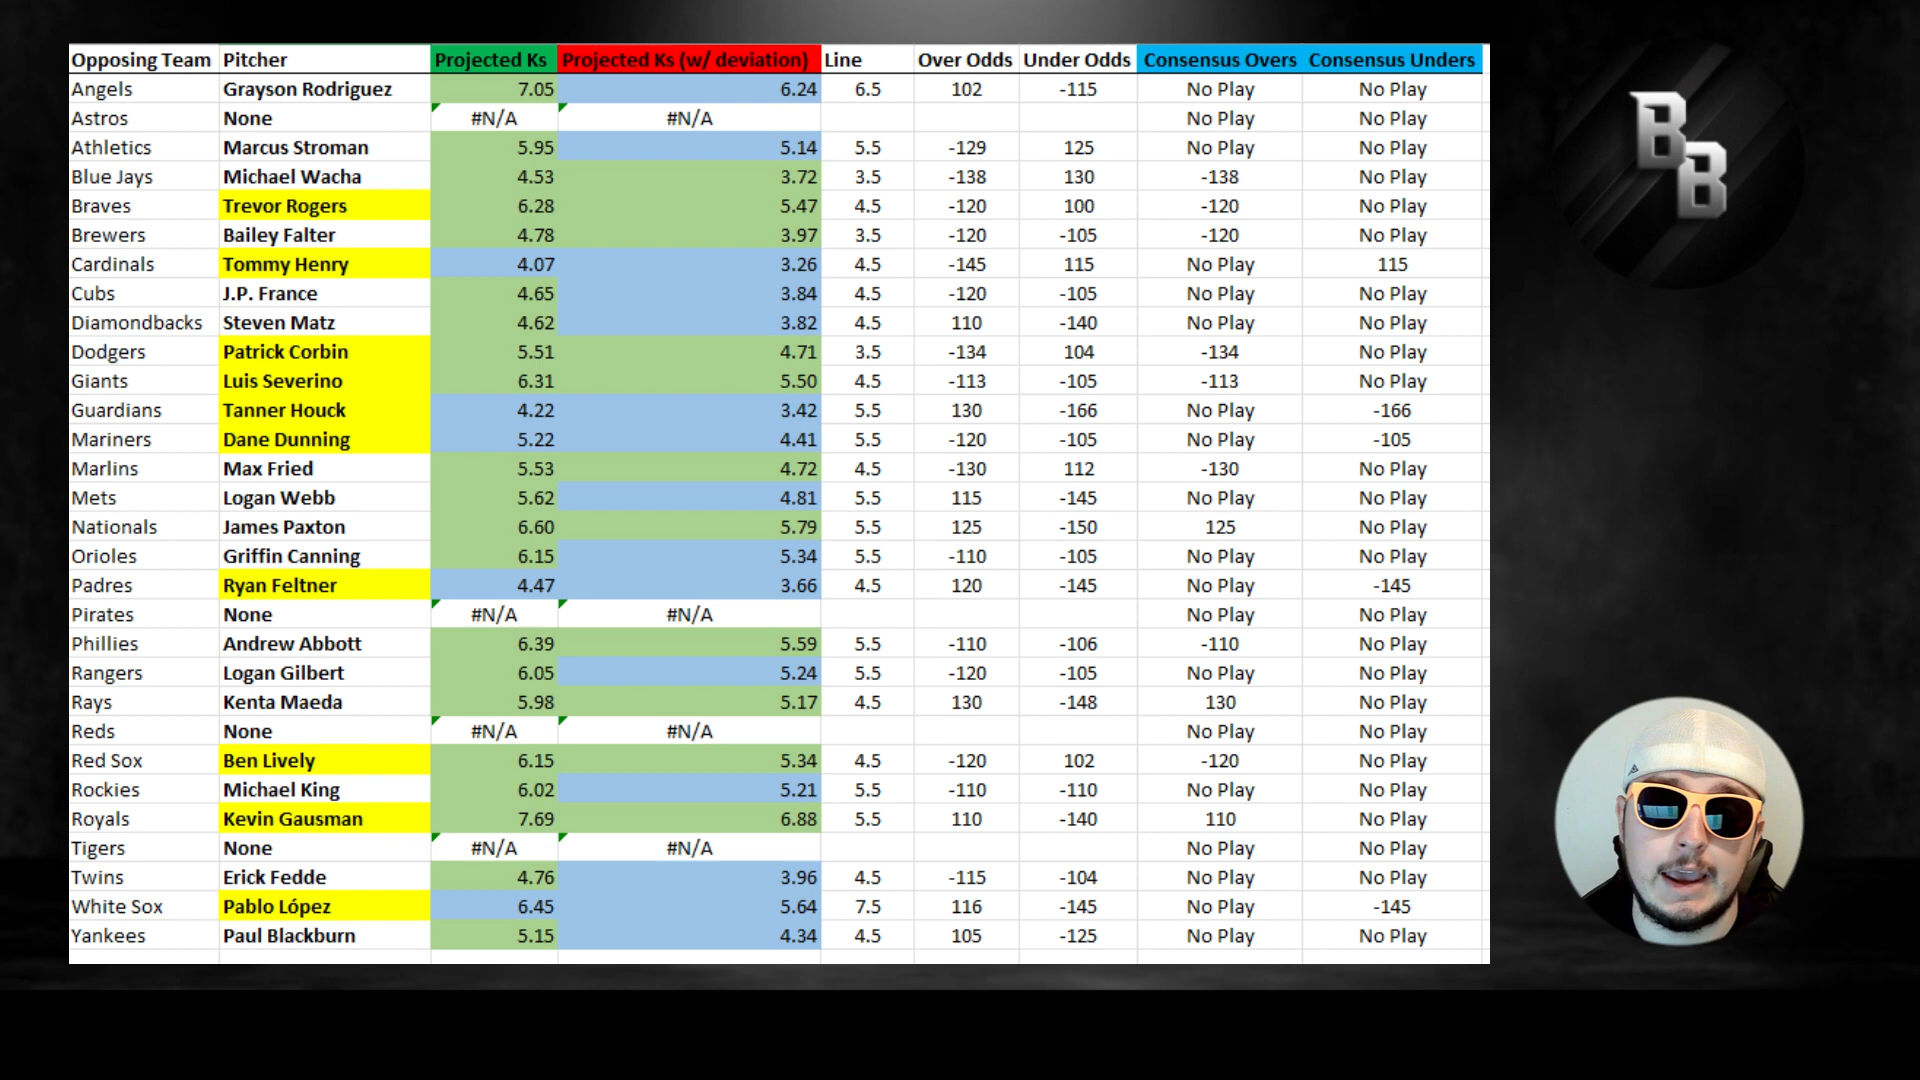 Opposing Team Pitcher Projected Ks Projected Ks (w/ deviation) Line Over Odds Under Odds Consensus Overs Consensus Unders
Angels Grayson Rodriguez 7.05 6.24 6.5 102 -115 No Play No Play
Astros None #N/A #N/A No Play No Play
Athletics Marcus Stroman 5.95 5.14 5.5 -129 125 No Play No Play
Blue Jays Michael Wacha 4.53 3.72 3.5 -138 130 -138 No Play
Braves Trevor Rogers 6.28 5.47 4.5 -120 100 -120 No Play
Brewers Bailey Falter 4.78 3.97 3.5 -120 -105 -120 No Play
Cardinals Tommy Henry 4.07 3.26 4.5 -145 115 No Play 115
Cubs J.P. France 4.65 3.84 4.5 -120 -105 No Play No Play
Diamondbacks Steven Matz 4.62 3.82 4.5 110 -140 No Play No Play
Dodgers Patrick Corbin 5.51 4.71 3.5 -134 104 -134 No Play
Giants Luis Severino 6.31 5.50 4.5 -113 -105 -113 No Play
Guardians Tanner Houck 4.22 3.42 5.5 130 -166 No Play -166
Mariners Dane Dunning 5.22 4.41 5.5 -120 -105 No Play -105
Marlins Max Fried 5.53 4.72 4.5 -130 112 -130 No Play
Mets Logan Webb 5.62 4.81 5.5 115 -145 No Play No Play
Nationals James Paxton 6.60 5.79 5.5 125 -150 125 No Play
Orioles Griffin Canning 6.15 5.34 5.5 -110 -105 No Play No Play
Padres Ryan Feltner 4.47 3.66 4.5 120 -145 No Play -145
Pirates None #N/A #N/A No Play No Play
Phillies Andrew Abbott 6.39 5.59 5.5 -110 -106 -110 No Play
Rangers Logan Gilbert 6.05 5.24 5.5 -120 -105 No Play No Play
Rays Kenta Maeda 5.98 5.17 4.5 130 -148 130 No Play
Reds None #N/A #N/A No Play No Play
Red Sox Ben Lively 6.15 5.34 4.5 -120 102 -120 No Play
Rockies Michael King 6.02 5.21 5.5 -110 -110 No Play No Play
Royals Kevin Gausman 7.69 6.88 5.5 110 -140 110 No Play
Tigers None #N/A #N/A No Play No Play
Twins Erick Fedde 4.76 3.96 4.5 -115 -104 No Play No Play
White Sox Pablo López 6.45 5.64 7.5 116 -145 No Play -145
Yankees Paul Blackburn 5.15 4.34 4.5 105 -125 No Play No Play
BB